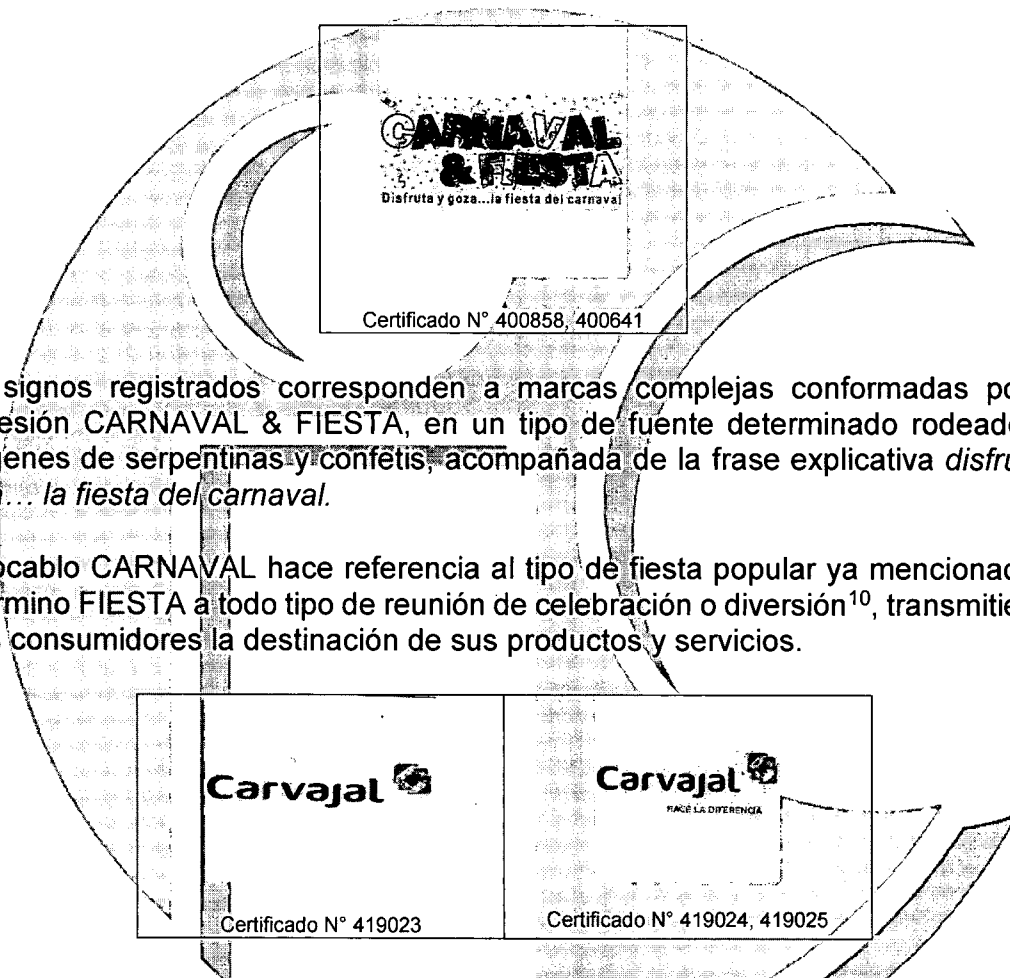 CARNAVAL
& FIESTA
Disfruta y goza...la fiesta del carnaval
Certificado N° 400858, 400641
signos registrados corresponden a marcas complejas conformadas po
esión CARNAVAL & FIESTA, en un tipo de fuente determinado rodead
enes de serpentinas y confetis, acompañada de la frase explicativa disfru
... la fiesta del carnaval.
ocablo CARNAVAL hace referencia al tipo de fiesta popular ya menciona
rmino FIESTA a todo tipo de reunión de celebración o diversión10, transmitie
s consumidores la destinación de sus productos y servicios.
Carvajal
Carvajal
HACE LA DIFERENCIA
Certificado N° 419023
Certificado N° 419024, 419025